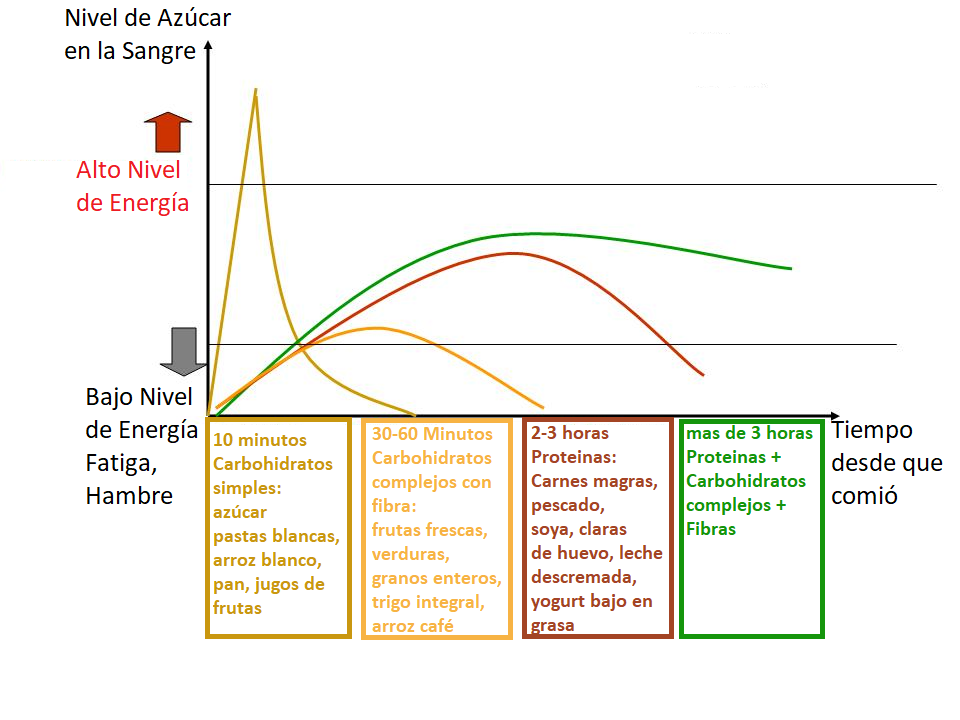 Nivel de Azúcar
en la Sangre
Alto Nivel
de Energía
Bajo Nivel
de Energía
Fatiga,
Hambre
10 minutos
Carbohidratos
simples:
azúcar
pastas blancas,
arroz blanco,
pan, jugos de
frutas
30-60 Minutos
Carbohidratos
complejos con
fibra:
frutas frescas,
verduras,
granos enteros,
trigo integral,
arroz café
2-3 horas
Proteinas:
Carnes magras,
pescado,
soya, claras
de huevo, leche
descremada,
yogurt bajo en
grasa
mas de 3 horas
Proteinas +
Carbohidratos
complejos +
Fibras
Tiempo
desde que
comió